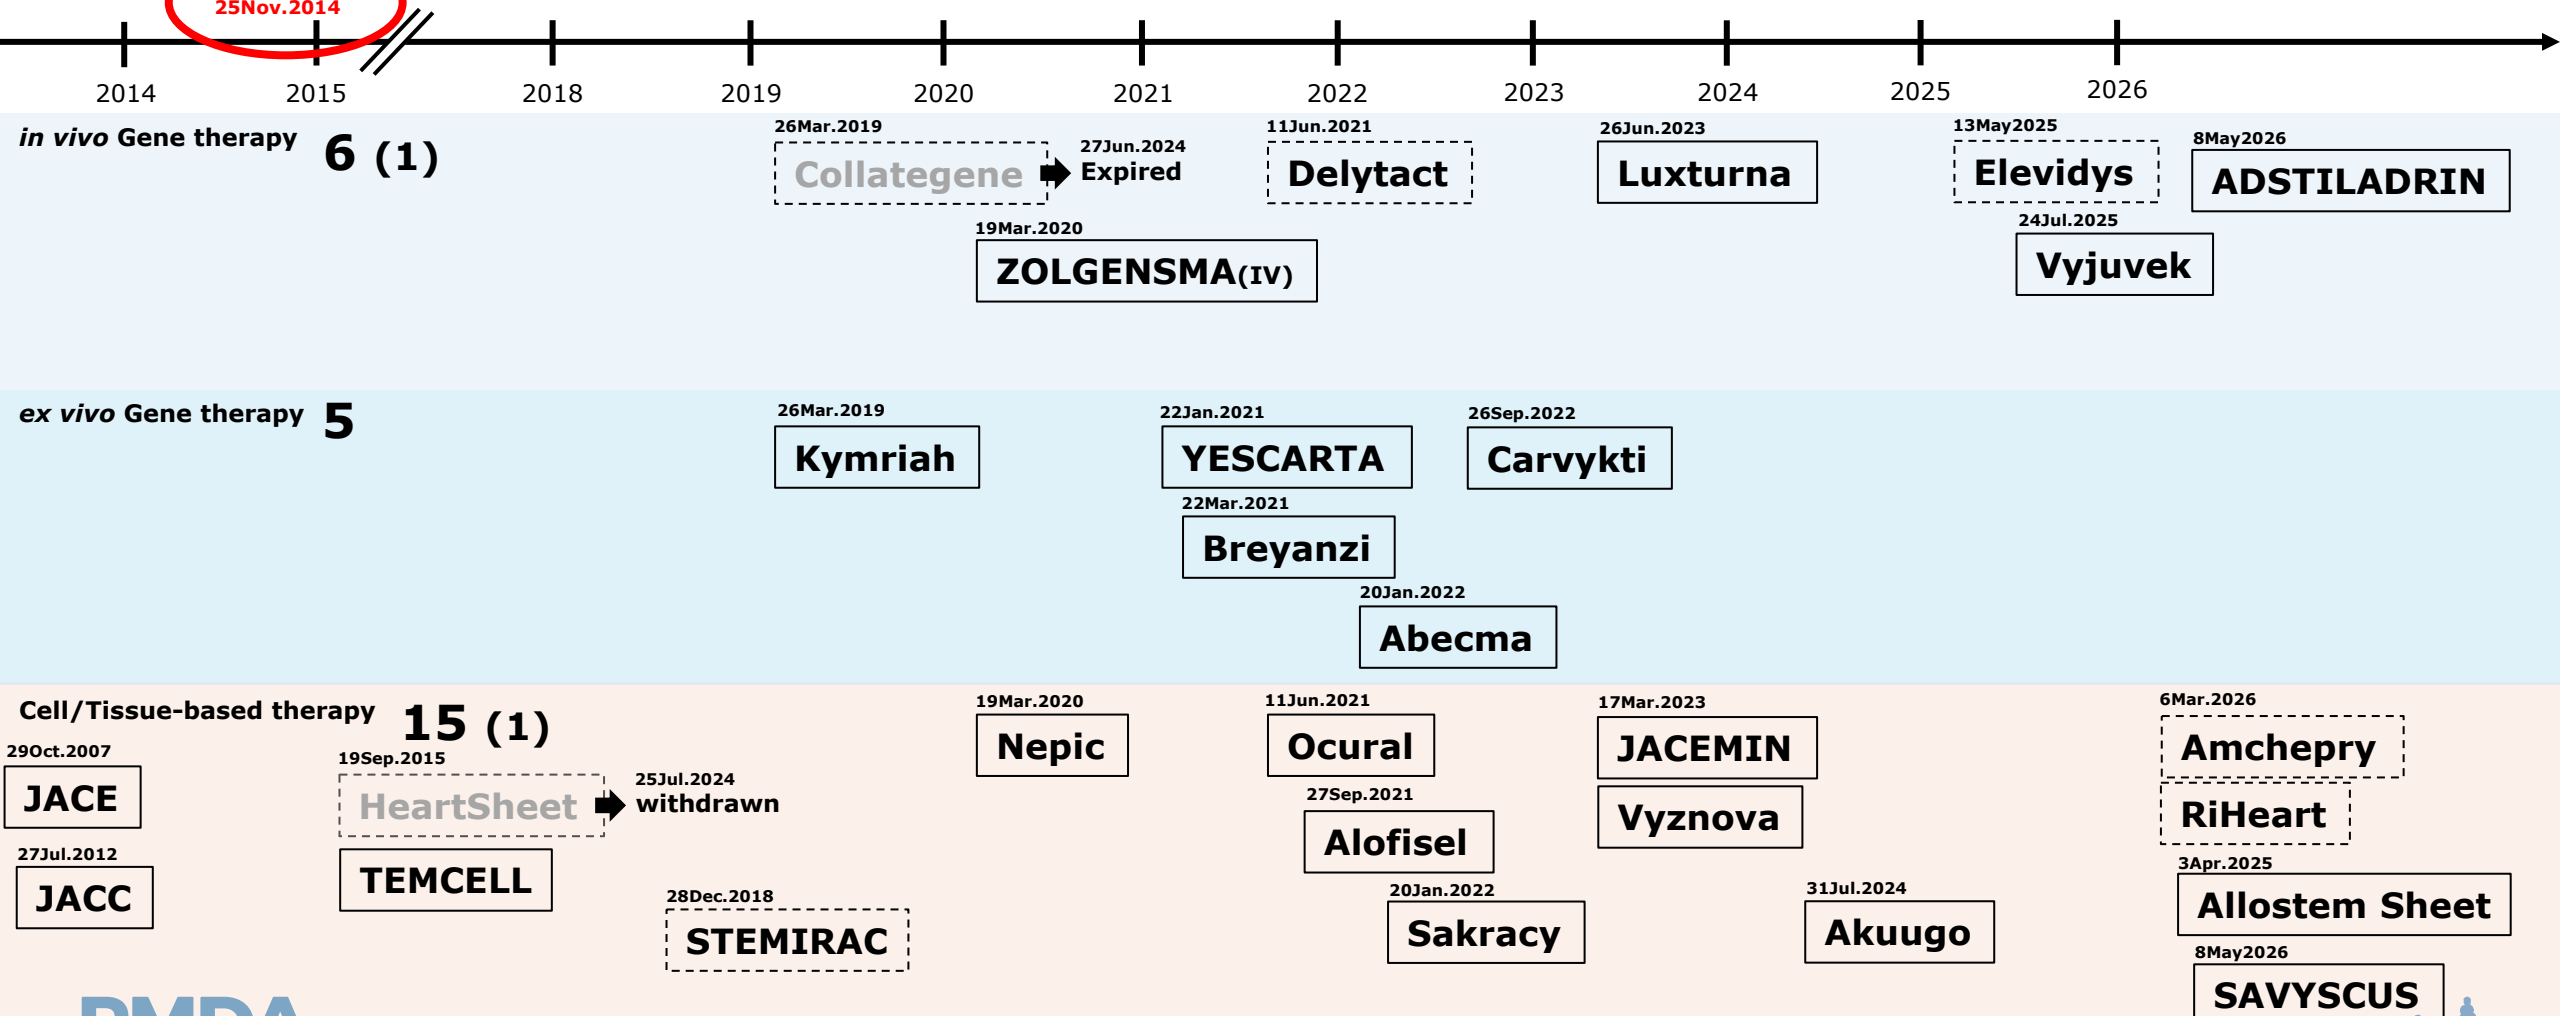 25Nov.2014
2014 2015 2018 2019 2020 2021 2022 2023 2024 2025 2026
in vivo Gene therapy 6 (1)
26Mar.2019
Collategene
27Jun.2024
Expired
19Mar.2020
ZOLGENSMA(IV)
11Jun.2021
Delytact
26Jun.2023
Luxturna
13May2025
Elevidys
24Jul.2025
Vyjuvek
8May2026
ADSTILADRIN
ex vivo Gene therapy 5
26Mar.2019
Kymriah
22Jan.2021
YESCARTA
22Mar.2021
Breyanzi
20Jan.2022
Abecma
26Sep.2022
Carvykti
Cell/Tissue-based therapy 15 (1)
29Oct.2007
JACE
27Jul.2012
JACC
19Sep.2015
HeartSheet
25Jul.2024
withdrawn
TEMCELL
28Dec.2018
STEMIRAC
19Mar.2020
Nepic
11Jun.2021
Ocural
27Sep.2021
Alofisel
20Jan.2022
Sakracy
17Mar.2023
JACEMIN
Vyznova
31Jul.2024
Akuugo
6Mar.2026
Amchepry
RiHeart
3Apr.2025
Allostem Sheet
8May2026
SAVYSCUS
PMDA